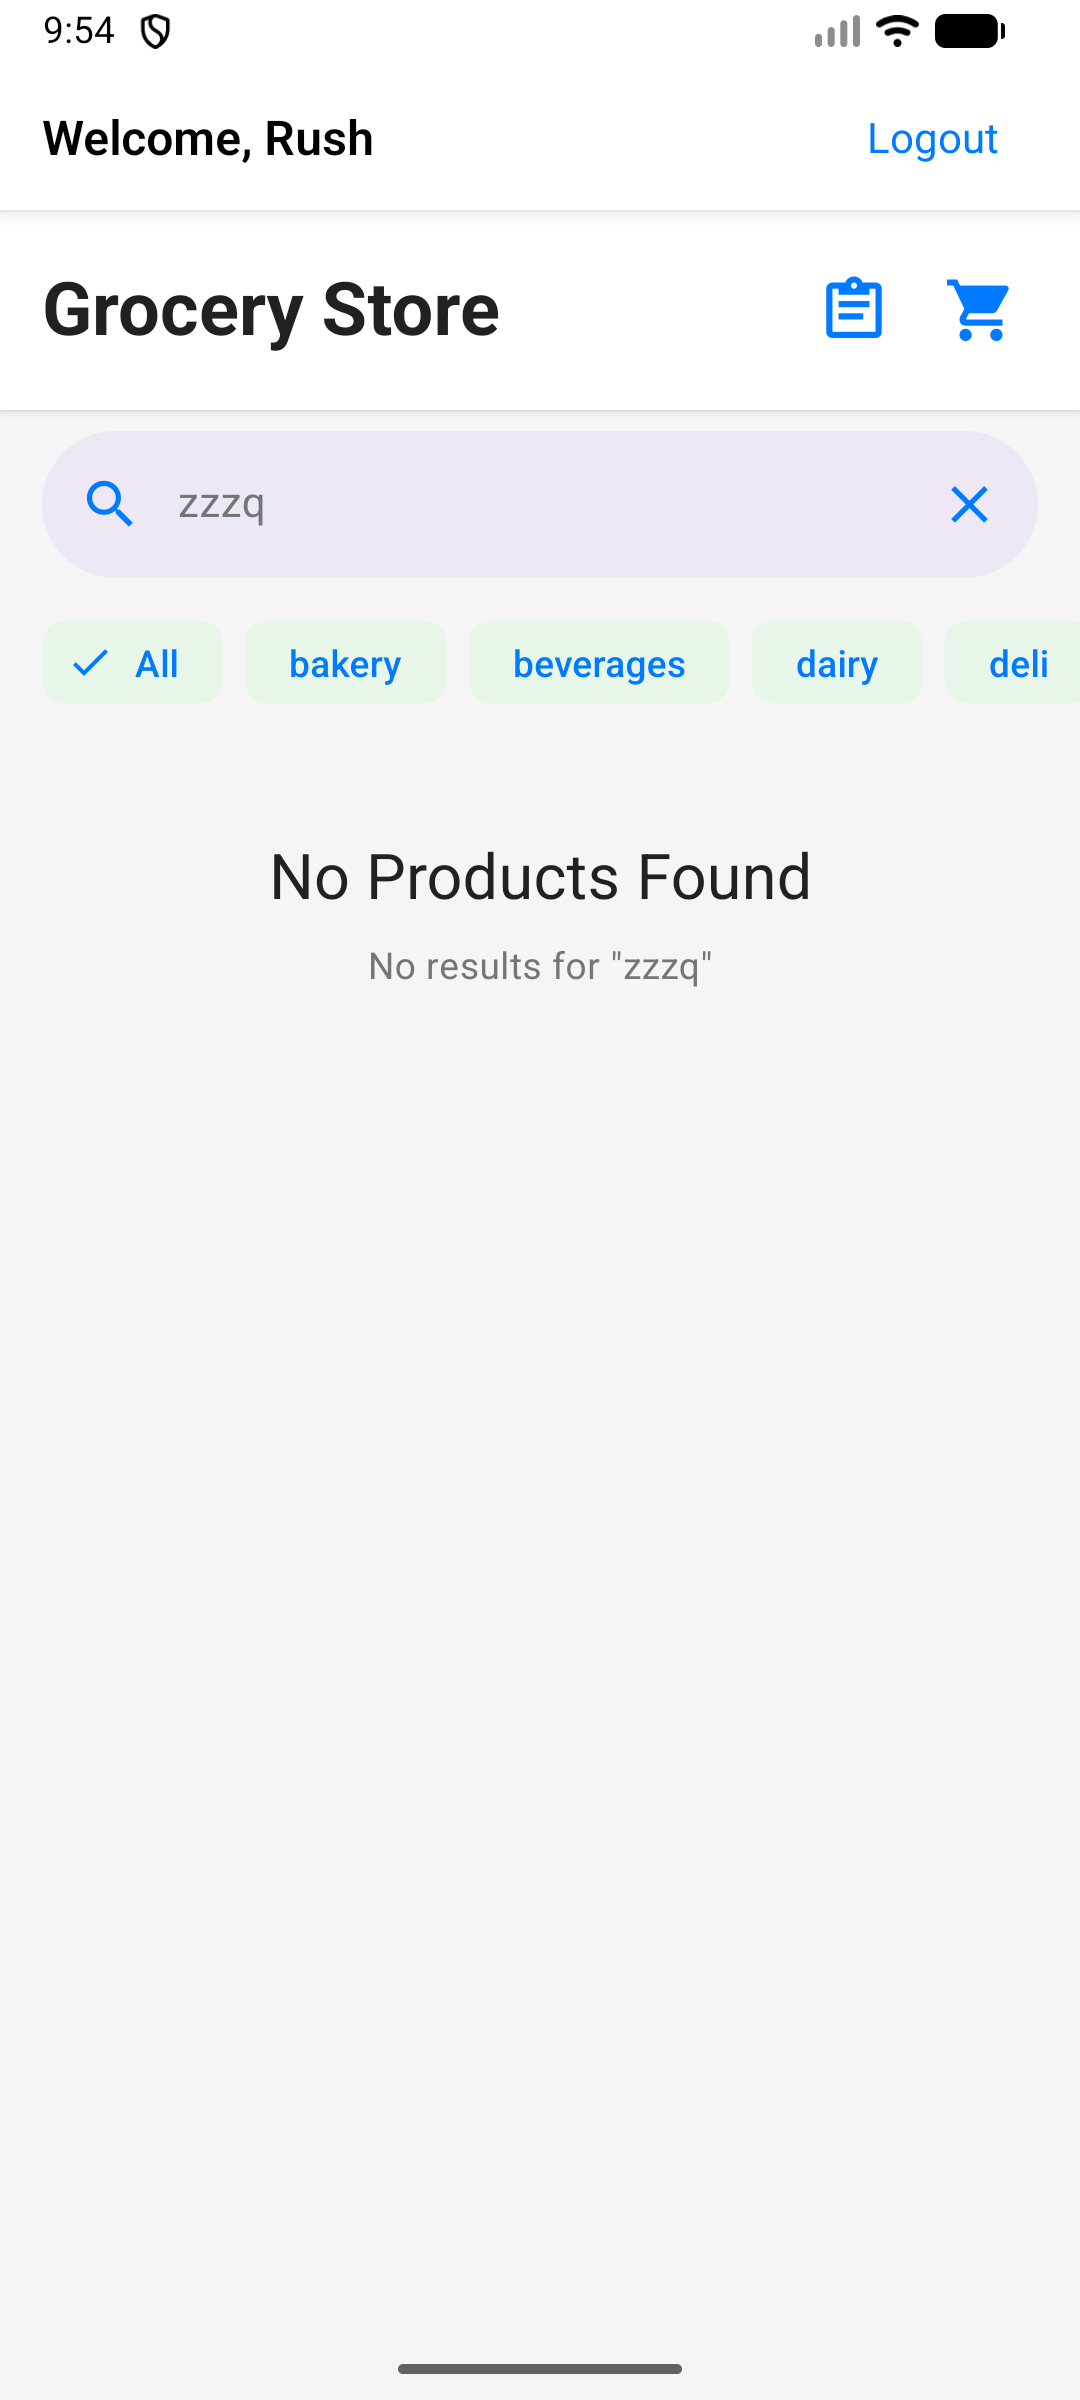 9:54
Welcome, Rush
Logout
Grocery Store
zzzq
All
bakery
beverages
dairy
deli
No Products Found
No results for "zzzq"